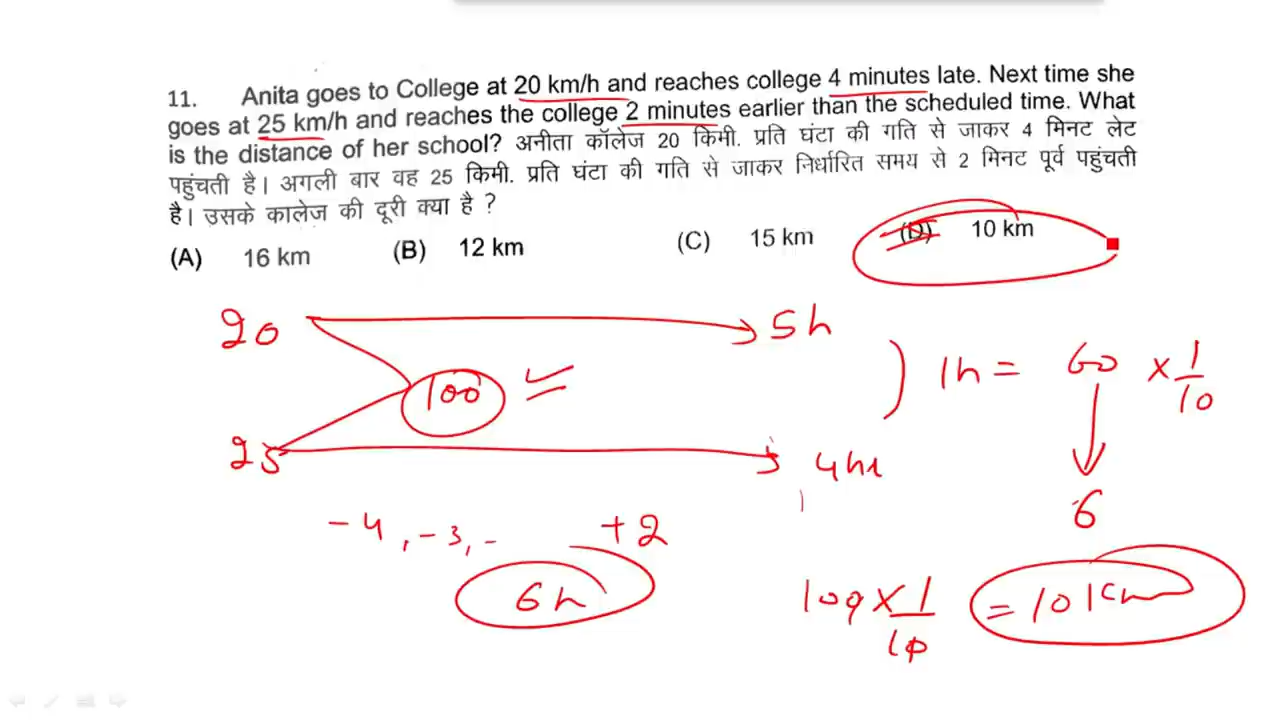 11. Anita goes to College at 20 km/h and reaches college 4 minutes late. Next time she
goes at 25 km/h and reaches the college 2 minutes earlier than the scheduled time. What
is the distance of her school? अनीता कॉलेज 20 किमी. प्रति घंटा की गति से जाकर 4 मिनट लेट
पहुंचती है। अगली बार वह 25 किमी. प्रति घंटा की गति से जाकर निर्धारित समय से 2 मिनट पूर्व पहुंचती
है। उसके कालेज की दूरी क्या है ?
(A) 16 km (B) 12 km (C) 15 km (D) 10 km
20 5h
100 ) 1h = 60 × 1/10
25 4hr
6
-4, -3, - +2
6h
100 × 1/10 = 10 km